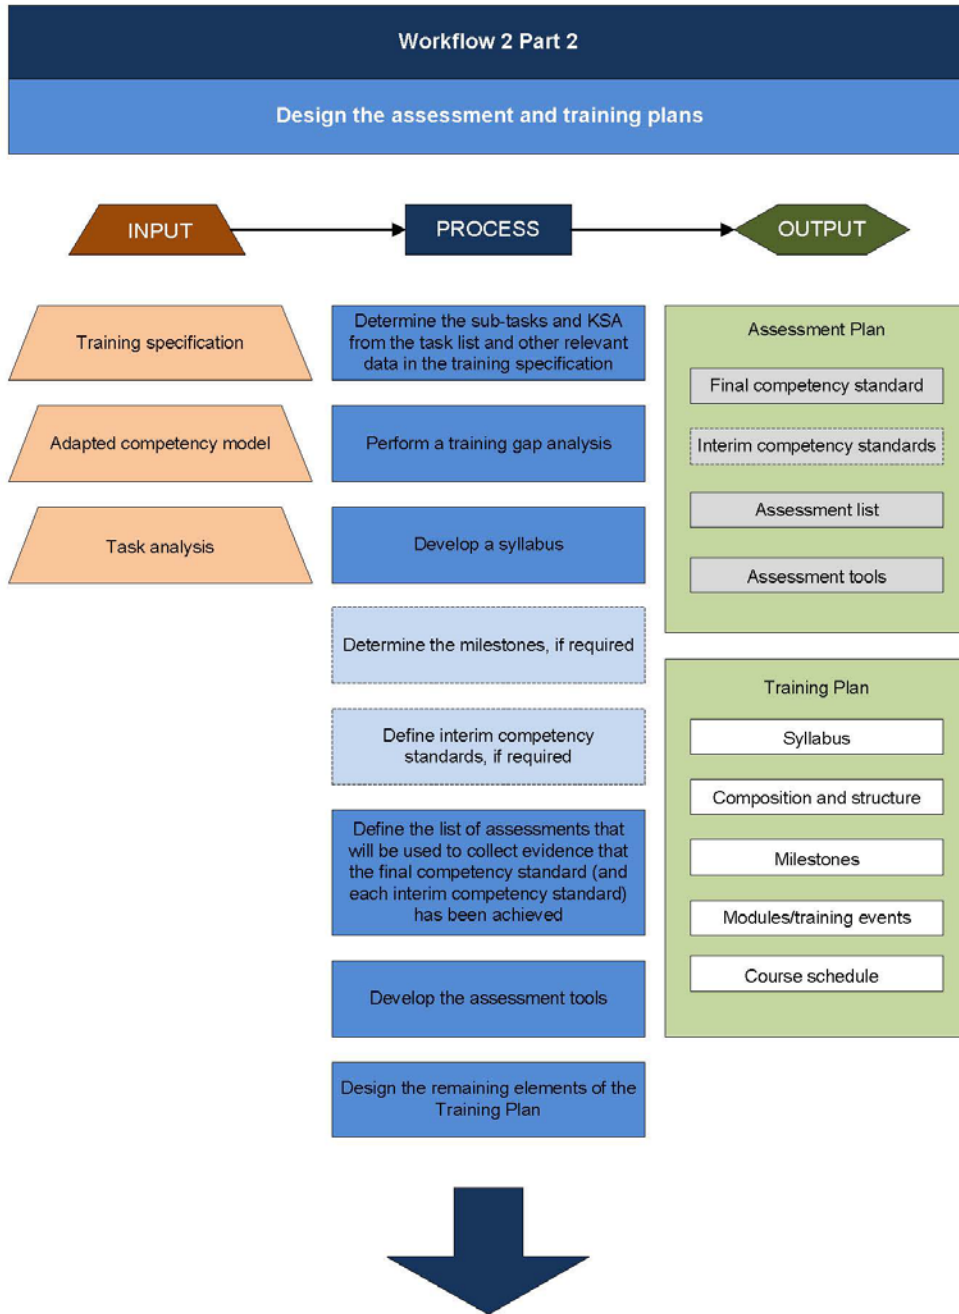 Workflow 2 Part 2
Design the assessment and training plans
INPUT
PROCESS
OUTPUT
Training specification
Adapted competency model
Task analysis
Determine the sub-tasks and KSA
from the task list and other relevant
data in the training specification
Perform a training gap analysis
Develop a syllabus
Determine the milestones, if required
Define interim competency
standards, if required
Define the list of assessments that
will be used to collect evidence that
the final competency standard (and
each interim competency standard)
has been achieved
Develop the assessment tools
Design the remaining elements of the
Training Plan
Assessment Plan
Final competency standard
Interim competency standards
Assessment list
Assessment tools
Training Plan
Syllabus
Composition and structure
Milestones
Modules/training events
Course schedule